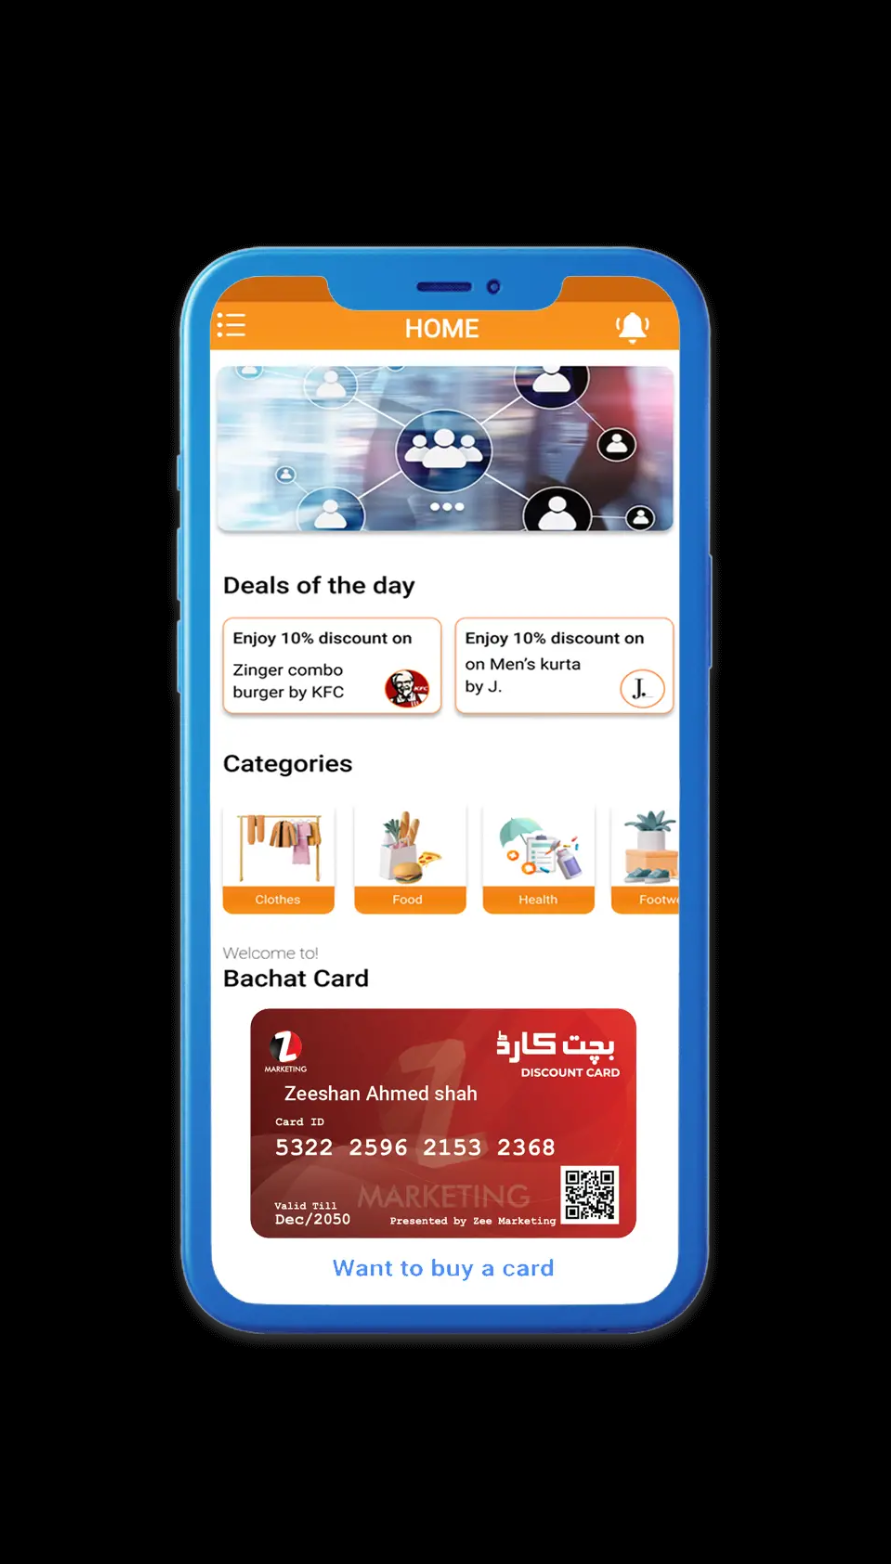 HOME
Deals of the day
Enjoy 10% discount on
Zinger combo
burger by KFC
KFC
Enjoy 10% discount on
on Men's kurta
by J.
J.
Categories
Clothes
Food
Health
Footwe
Welcome to!
Bachat Card
Z
MARKETING
بچت کارڈ
DISCOUNT CARD
Zeeshan Ahmed shah
Card ID
5322 2596 2153 2368
MARKETING
Valid Till
Dec/2050
Presented by Zee Marketing
Want to buy a card